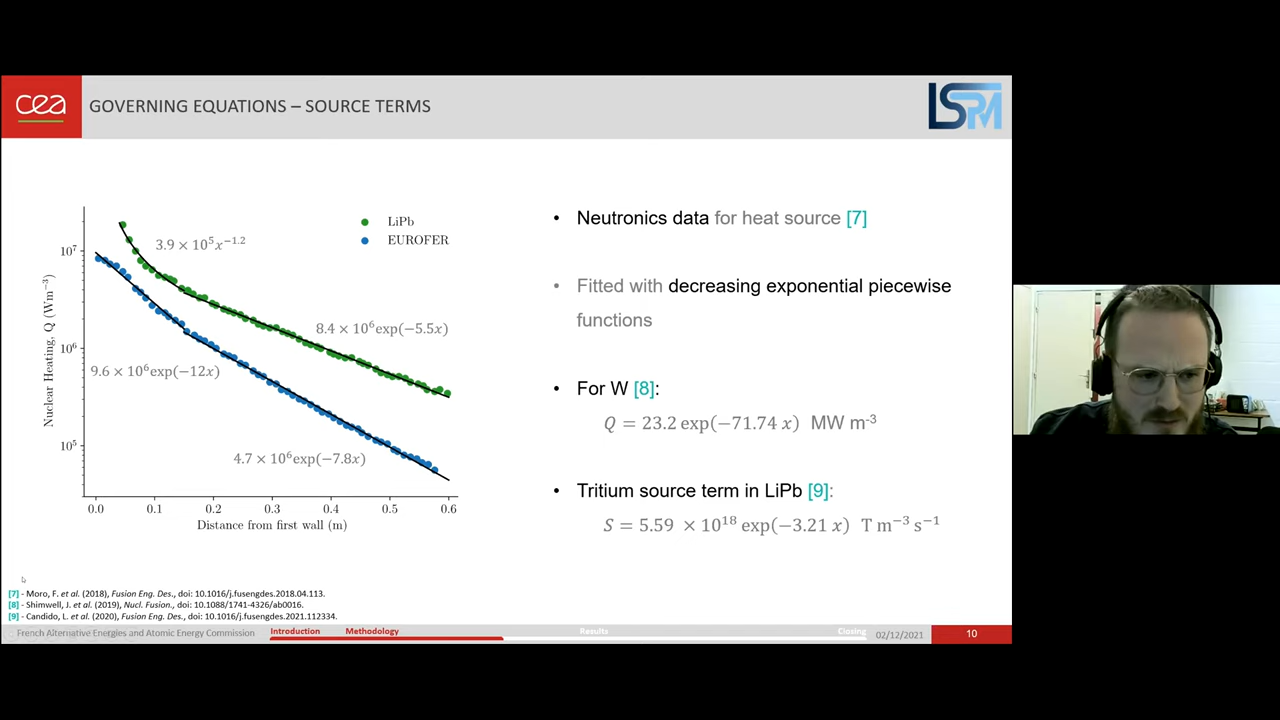 cea
GOVERNING EQUATIONS – SOURCE TERMS
LSPM
LiPb
EUROFER
3.9 × 10⁵x⁻¹·²
8.4 × 10⁶exp(−5.5x)
9.6 × 10⁶exp(−12x)
4.7 × 10⁶exp(−7.8x)
Nuclear Heating, Q (Wm⁻³)
10⁷
10⁶
10⁵
0.0 0.1 0.2 0.3 0.4 0.5 0.6
Distance from first wall (m)
• Neutronics data for heat source [7]
• Fitted with decreasing exponential piecewise
functions
• For W [8]:
Q = 23.2 exp(−71.74 x) MW m⁻³
• Tritium source term in LiPb [9]:
S = 5.59 × 10¹⁸ exp(−3.21 x) T m⁻³ s⁻¹
[7] - Moro, F. et al. (2018), Fusion Eng. Des., doi: 10.1016/j.fusengdes.2018.04.113.
[8] - Shimwell, J. et al. (2019), Nucl. Fusion., doi: 10.1088/1741-4326/ab0016.
[9] - Candido, L. et al. (2020), Fusion Eng. Des., doi: 10.1016/j.fusengdes.2021.112334.
French Alternative Energies and Atomic Energy Commission
Introduction Methodology Results Closing
02/12/2021 10